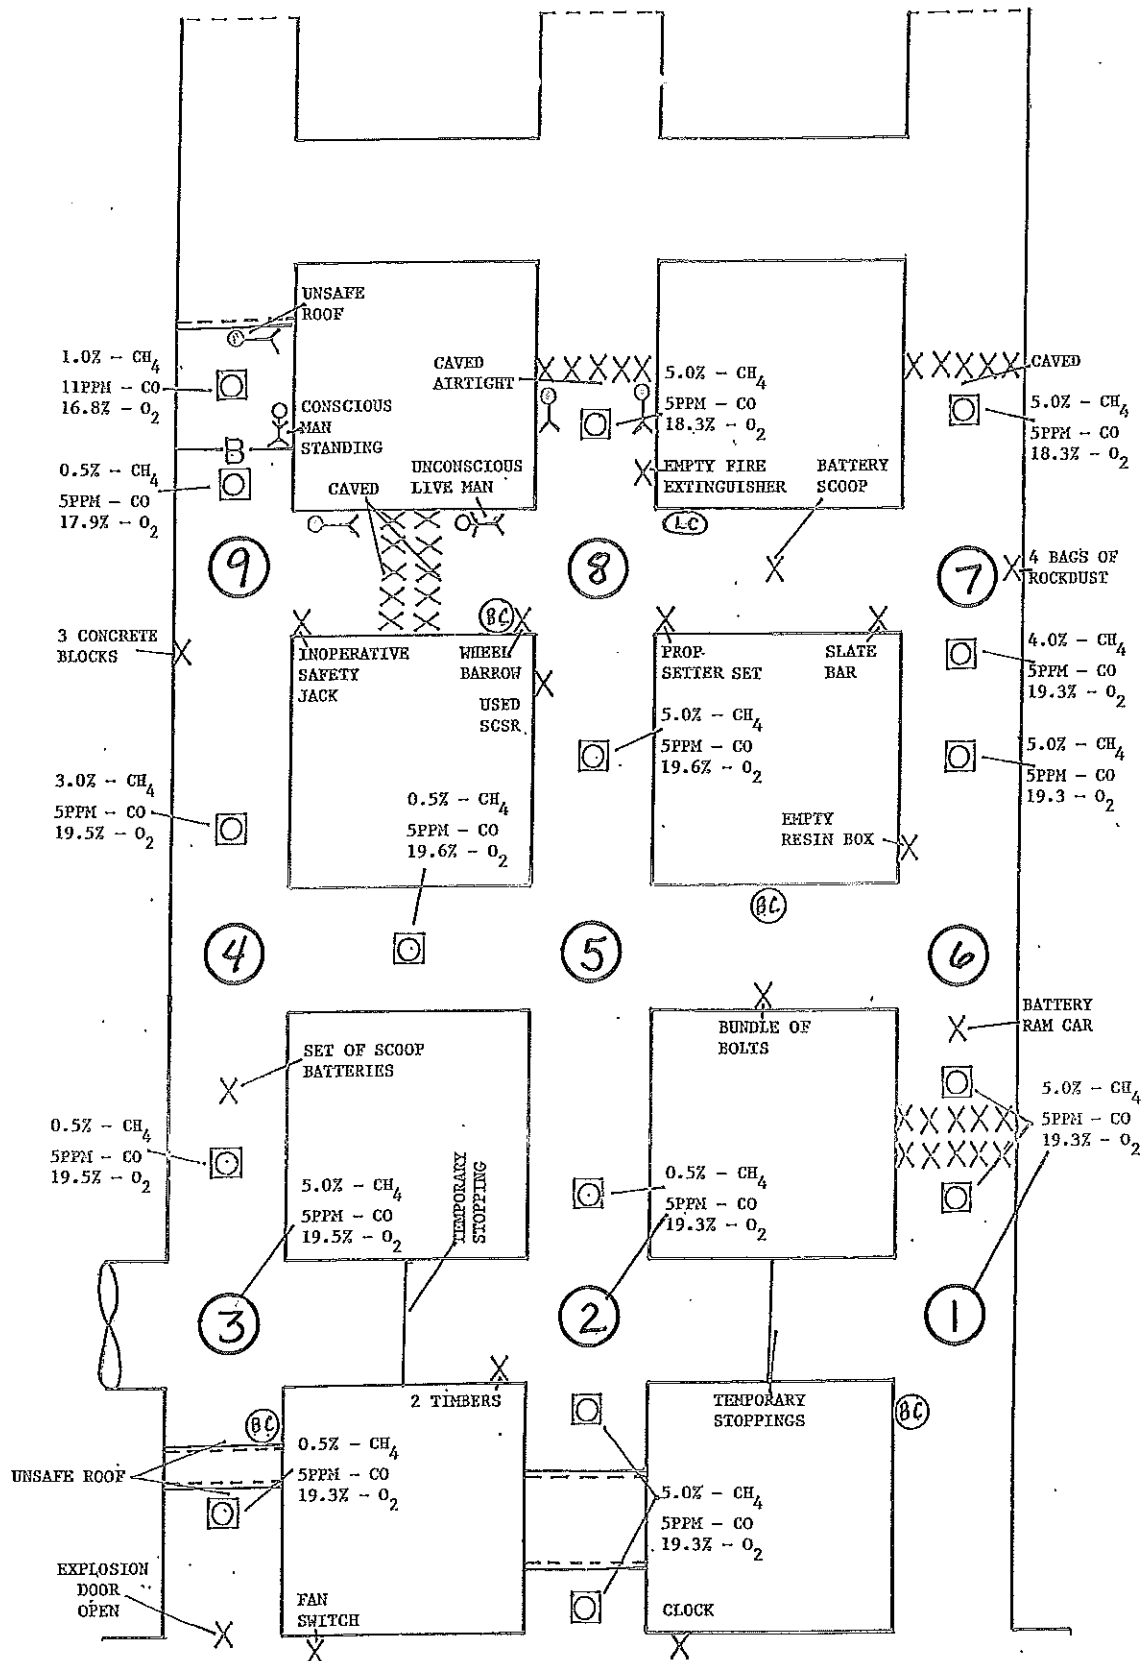 UNSAFE
ROOF
1.0% - CH4
11PPM - CO
16.8% - O2
CAVED
AIRTIGHT
5.0% - CH4
5PPM - CO
18.3% - O2
CAVED
5.0% - CH4
5PPM - CO
18.3% - O2
CONSCIOUS
MAN
STANDING
B
0.5% - CH4
5PPM - CO
17.9% - O2
CAVED
UNCONSCIOUS
LIVE MAN
EMPTY FIRE
EXTINGUISHER
BATTERY
SCOOP
LC
9
8
7
4 BAGS OF
ROCKDUST
3 CONCRETE
BLOCKS
INOPERATIVE
SAFETY
JACK
BC
WHEEL
BARROW
USED
SCSR
PROP-
SETTER SET
SLATE
BAR
4.0% - CH4
5PPM - CO
19.3% - O2
5.0% - CH4
5PPM - CO
19.6% - O2
5.0% - CH4
5PPM - CO
19.3 - O2
3.0% - CH4
5PPM - CO
19.5% - O2
0.5% - CH4
5PPM - CO
19.6% - O2
EMPTY
RESIN BOX
B.C.
4
5
6
SET OF SCOOP
BATTERIES
BUNDLE OF
BOLTS
BATTERY
RAM CAR
5.0% - CH4
5PPM - CO
19.3% - O2
0.5% - CH4
5PPM - CO
19.5% - O2
5.0% - CH4
5PPM - CO
19.5% - O2
TEMPORARY
STOPPING
0.5% - CH4
5PPM - CO
19.3% - O2
3
2
1
2 TIMBERS
TEMPORARY
STOPPINGS
BC
BC
UNSAFE ROOF
0.5% - CH4
5PPM - CO
19.3% - O2
5.0% - CH4
5PPM - CO
19.3% - O2
EXPLOSION
DOOR
OPEN
FAN
SWITCH
CLOCK